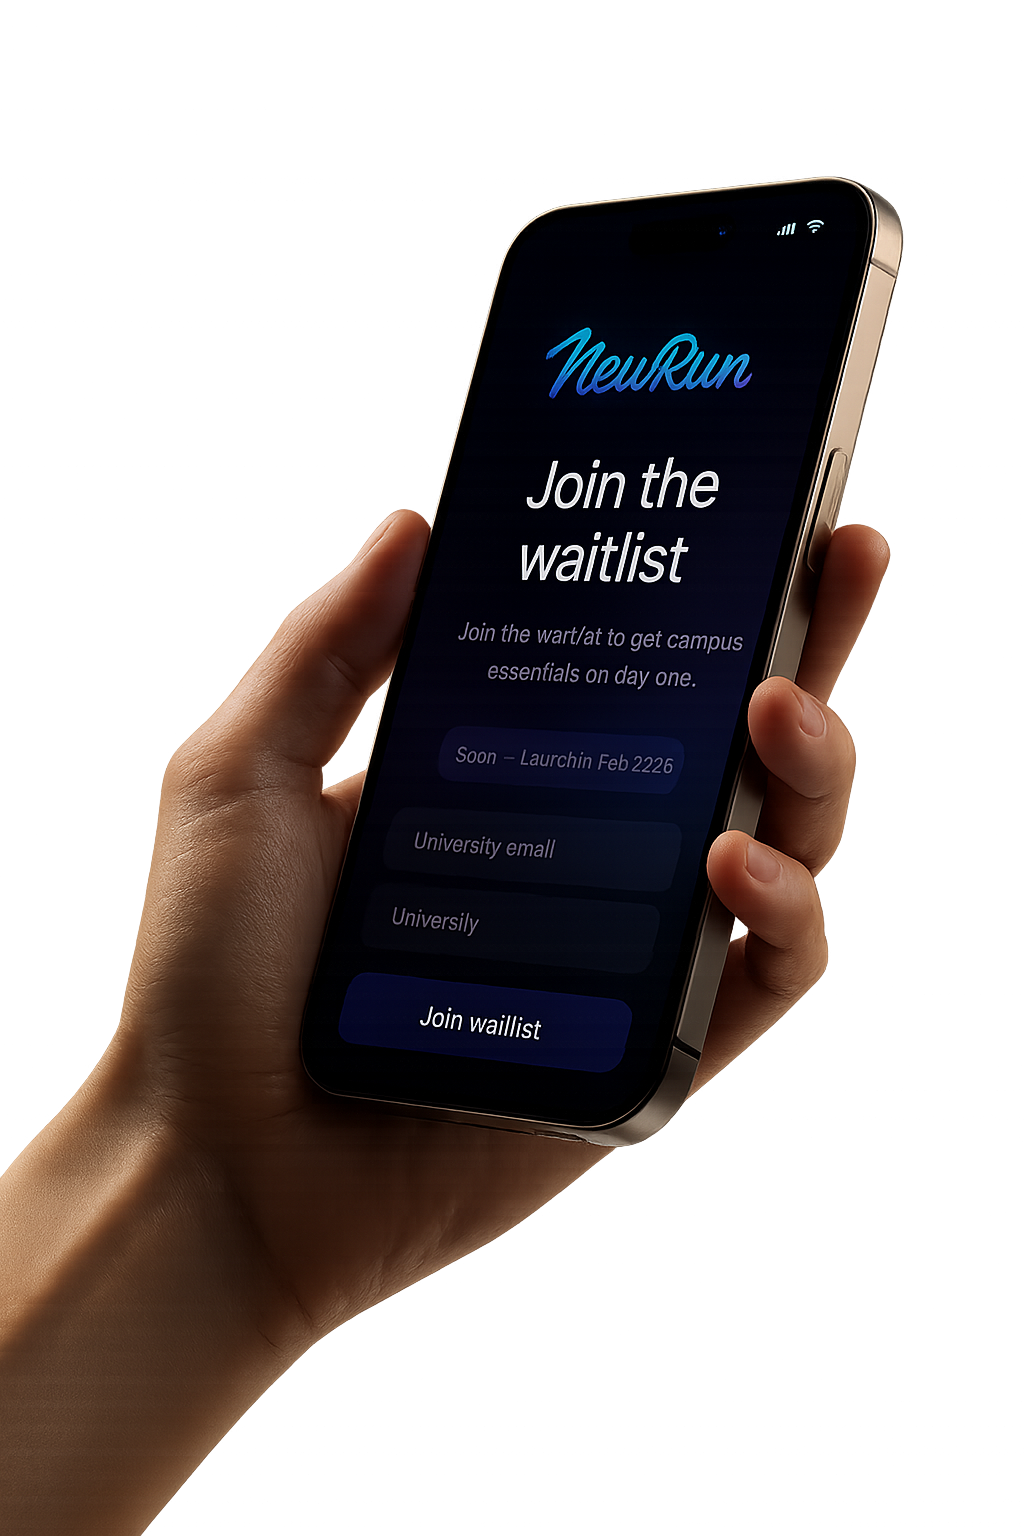 NewRun
Join the
waitlist
Join the wart/at to get campus
essenfials on day one.
Soon – Laurchin Feb 2226
University emall
Universily
Join waillist